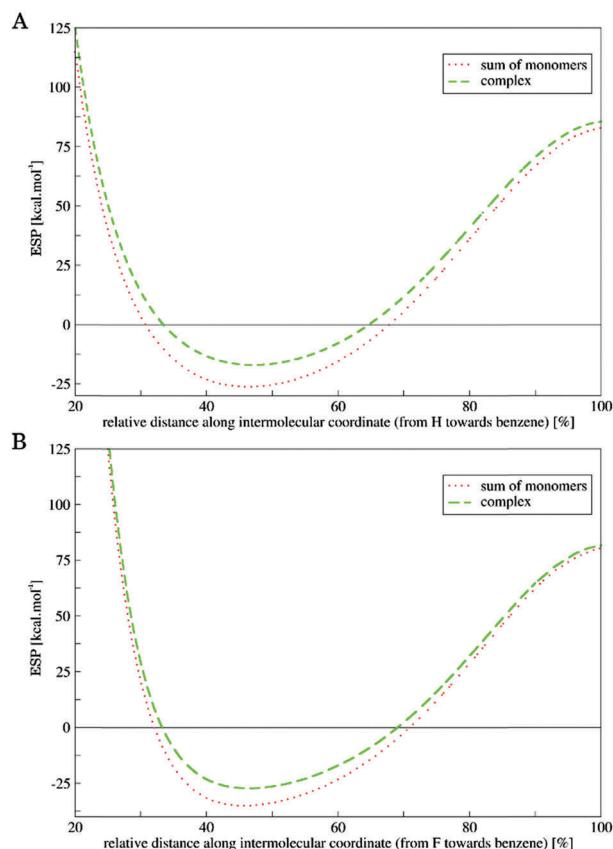 A
125
100
75
50
25
0
-25
ESP [kcal.mol⁻¹]
sum of monomers
complex
20 40 60 80 100
relative distance along intermolecular coordinate (from H towards benzene) [%]
B
125
100
75
50
25
0
-25
ESP [kcal.mol⁻¹]
sum of monomers
complex
20 40 60 80 100
relative distance along intermolecular coordinate (from F towards benzene) [%]